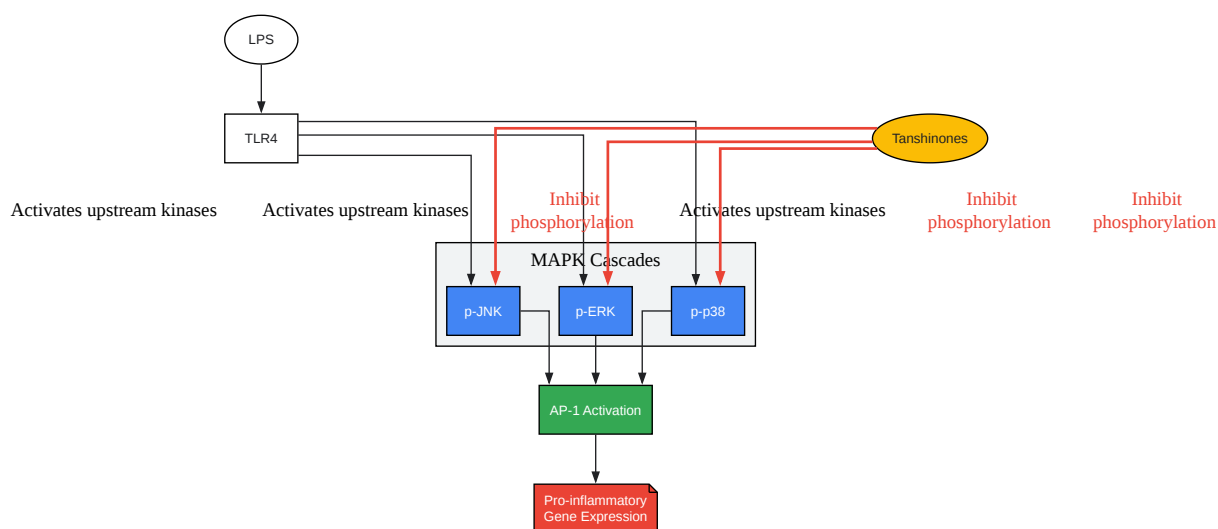 LPS
TLR4
Tanshinones
Activates upstream kinases
Activates upstream kinases
Inhibit
phosphorylation
Activates upstream kinases
Inhibit
phosphorylation
Inhibit
phosphorylation
MAPK Cascades
p-JNK
p-ERK
p-p38
AP-1 Activation
Pro-inflammatory
Gene Expression